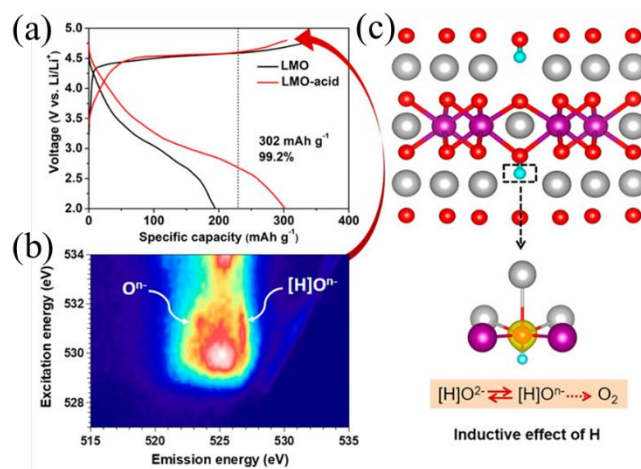 (a)
Voltage (V vs. Li/Li⁺)
5.0
4.5
4.0
3.5
3.0
2.5
2.0
LMO
LMO-acid
302 mAh g⁻¹
99.2%
0 100 200 300 400
Specific capacity (mAh g⁻¹)
(b)
Excitation energy (eV)
534
532
530
528
Oⁿ⁻
[H]Oⁿ⁻
515 520 525 530 535
Emission energy (eV)
(c)
[H]O²⁻ ⇌ [H]Oⁿ⁻ ⇢ O₂
Inductive effect of H